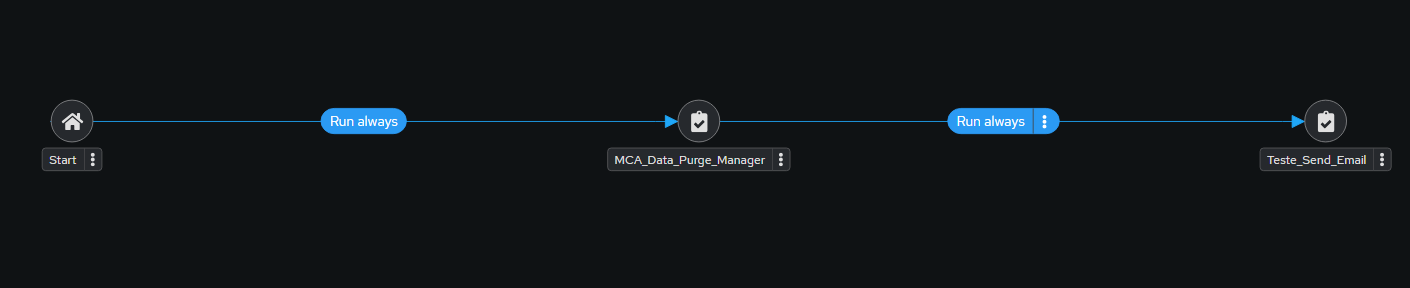 Run always
Run always
Start
MCA_Data_Purge_Manager
Teste_Send_Email